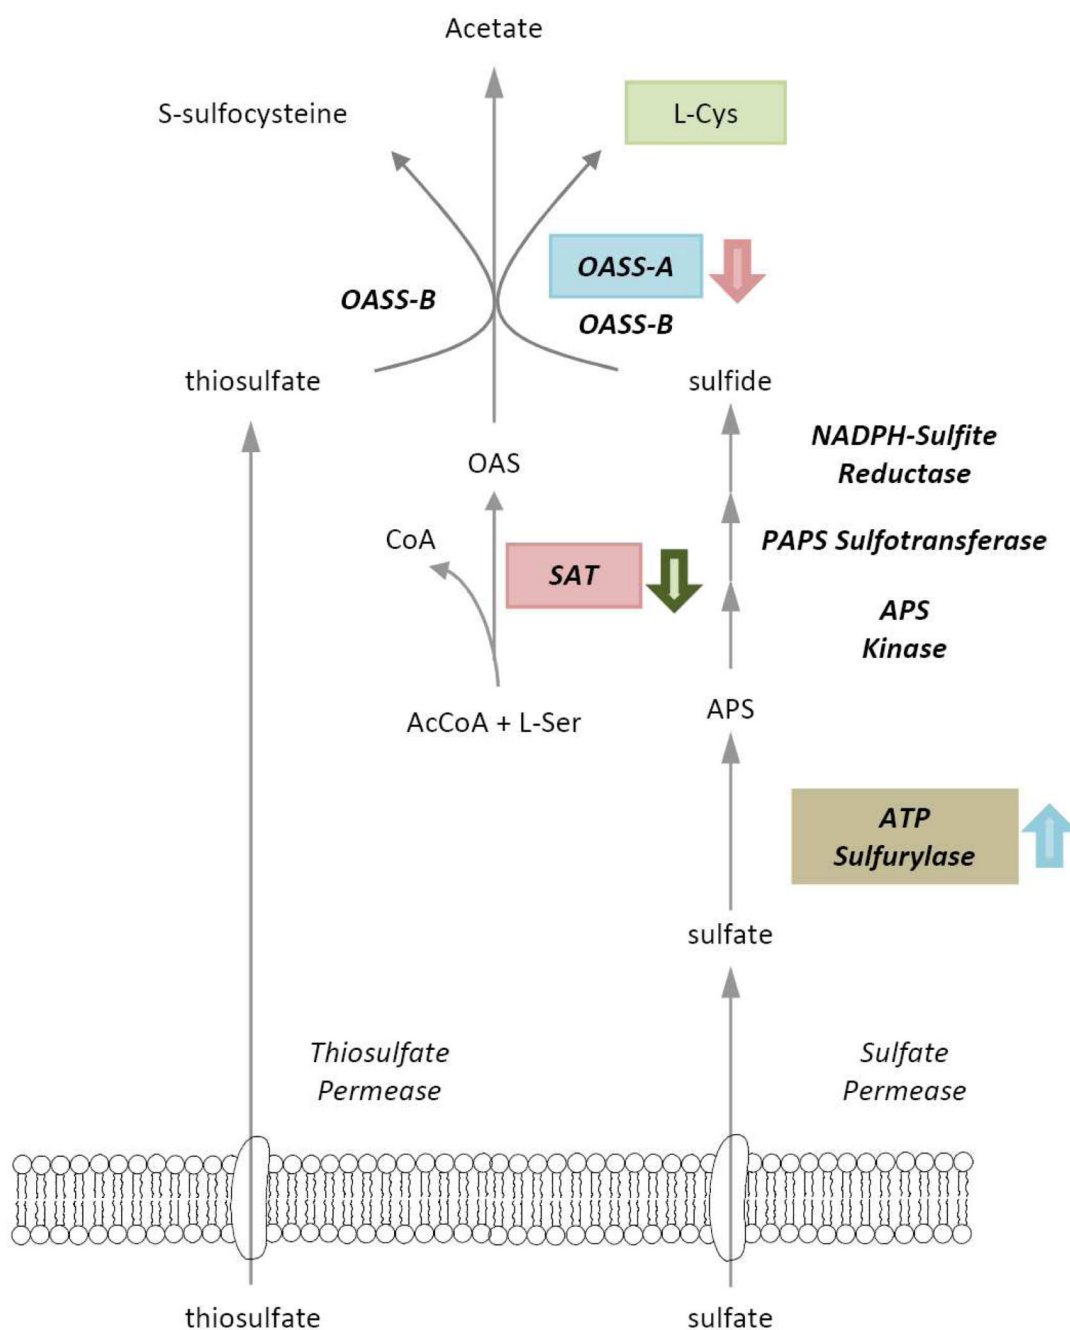 Acetate
S-sulfocysteine
L-Cys
OASS-A
OASS-B
OASS-B
thiosulfate
sulfide
NADPH-Sulfite
Reductase
OAS
CoA
PAPS Sulfotransferase
SAT
APS
Kinase
AcCoA + L-Ser
APS
ATP
Sulfurylase
sulfate
Thiosulfate
Permease
Sulfate
Permease
thiosulfate
sulfate